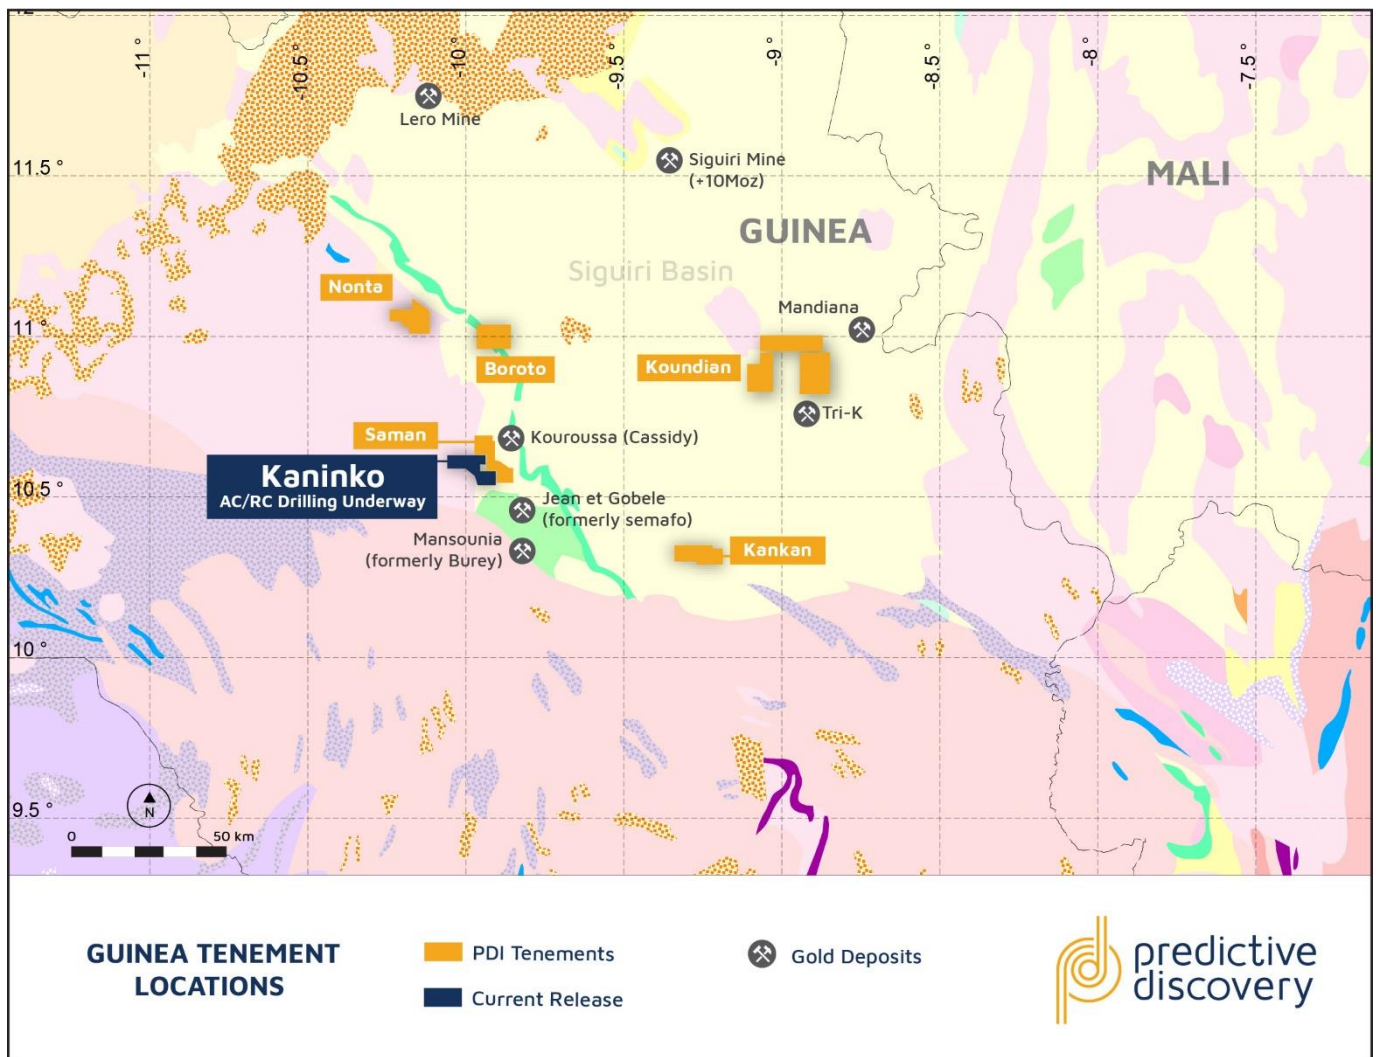 12 °
-11 °
-10.5 °
-10 °
-9.5 °
-9 °
-8.5 °
-8 °
-7.5 °
Lero Mine
11.5 °
Siguiri Mine
(+10Moz)
MALI
GUINEA
Siguiri Basin
Nonta
Mandiana
11 °
Boroto
Koundian
Tri-K
Saman
Kouroussa (Cassidy)
Kaninko
AC/RC Drilling Underway
10.5 °
Jean et Gobele
(formerly semafo)
Mansounia
(formerly Burey)
Kankan
10 °
9.5 °
N
0
50 km
GUINEA TENEMENT
LOCATIONS
PDI Tenements
Current Release
Gold Deposits
predictive
discovery